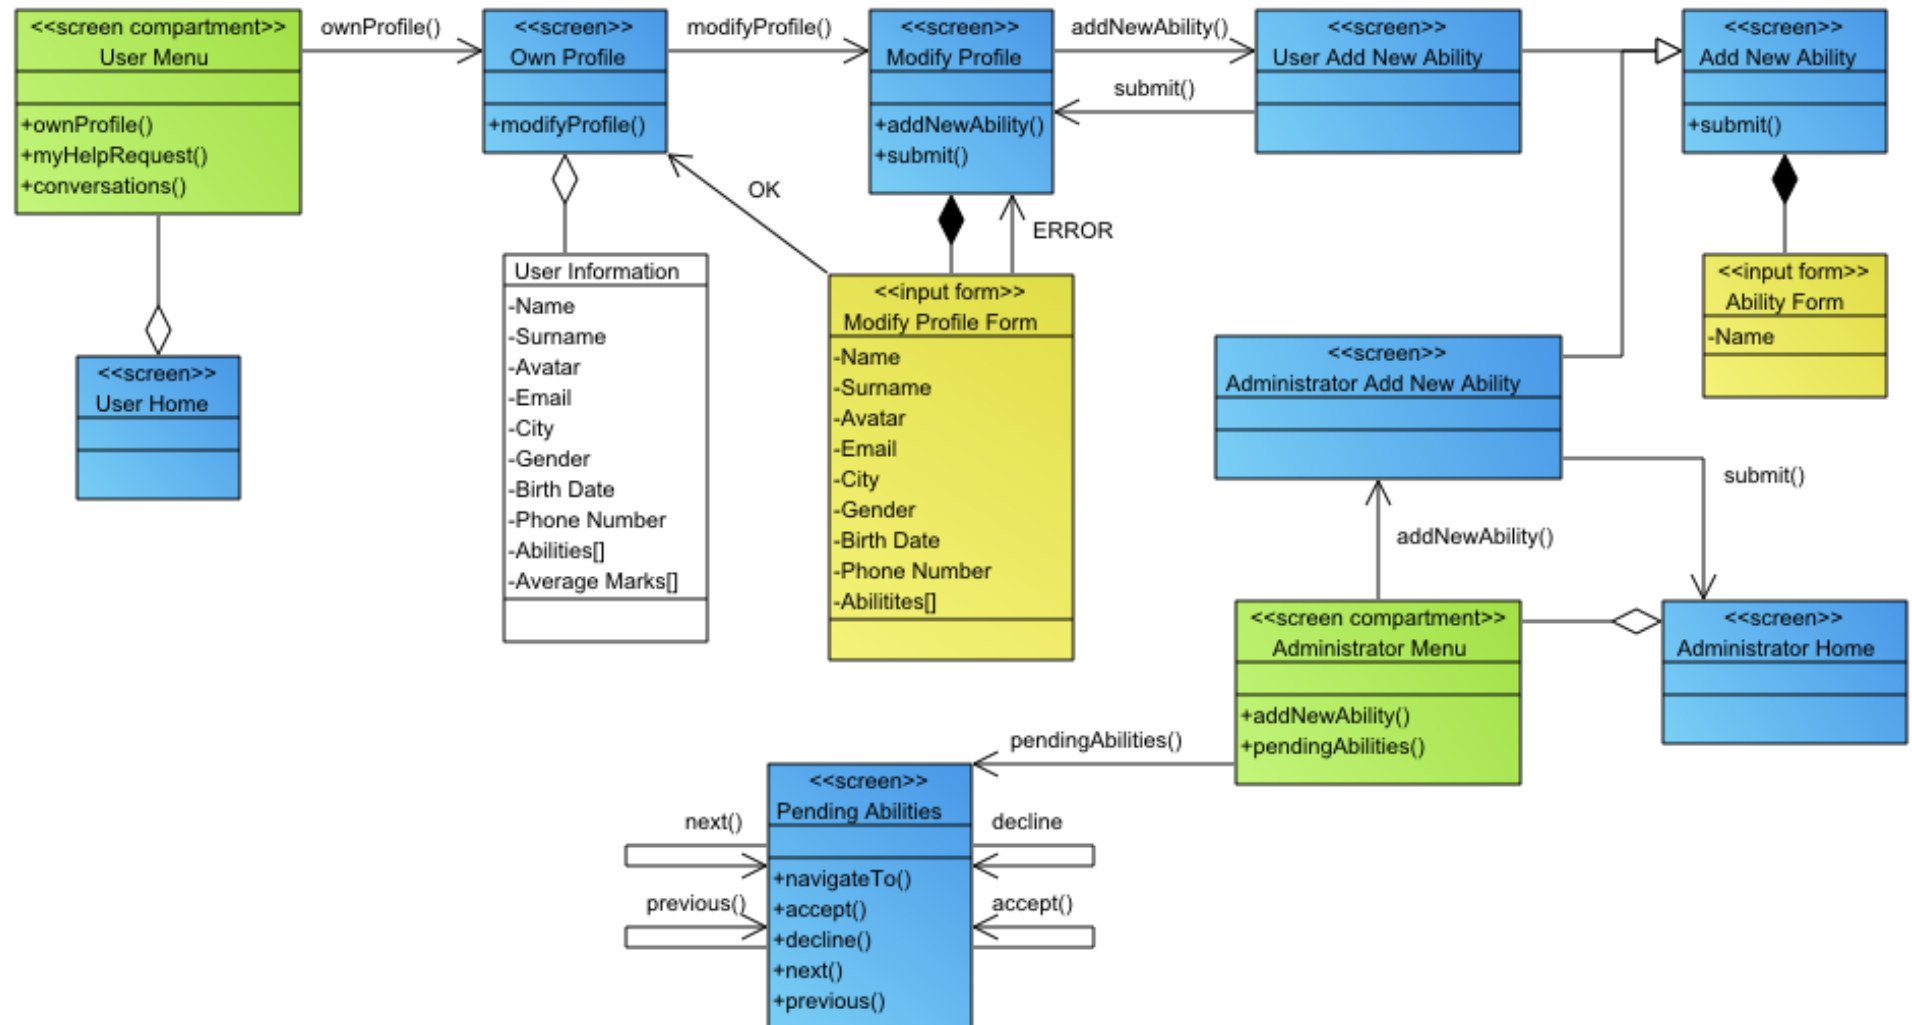 <<screen compartment>>
User Menu
+ownProfile()
+myHelpRequest()
+conversations()
ownProfile()
<<screen>>
Own Profile
+modifyProfile()
modifyProfile()
<<screen>>
Modify Profile
+addNewAbility()
+submit()
addNewAbility()
submit()
<<screen>>
User Add New Ability
<<screen>>
Add New Ability
+submit()
OK
ERROR
<<screen>>
User Home
User Information
-Name
-Surname
-Avatar
-Email
-City
-Gender
-Birth Date
-Phone Number
-Abilities[]
-Average Marks[]
<<input form>>
Modify Profile Form
-Name
-Surname
-Avatar
-Email
-City
-Gender
-Birth Date
-Phone Number
-Abilitites[]
<<input form>>
Ability Form
-Name
<<screen>>
Administrator Add New Ability
submit()
addNewAbility()
<<screen compartment>>
Administrator Menu
+addNewAbility()
+pendingAbilities()
<<screen>>
Administrator Home
pendingAbilities()
<<screen>>
Pending Abilities
+navigateTo()
+accept()
+decline()
+next()
+previous()
next()
previous()
decline
accept()